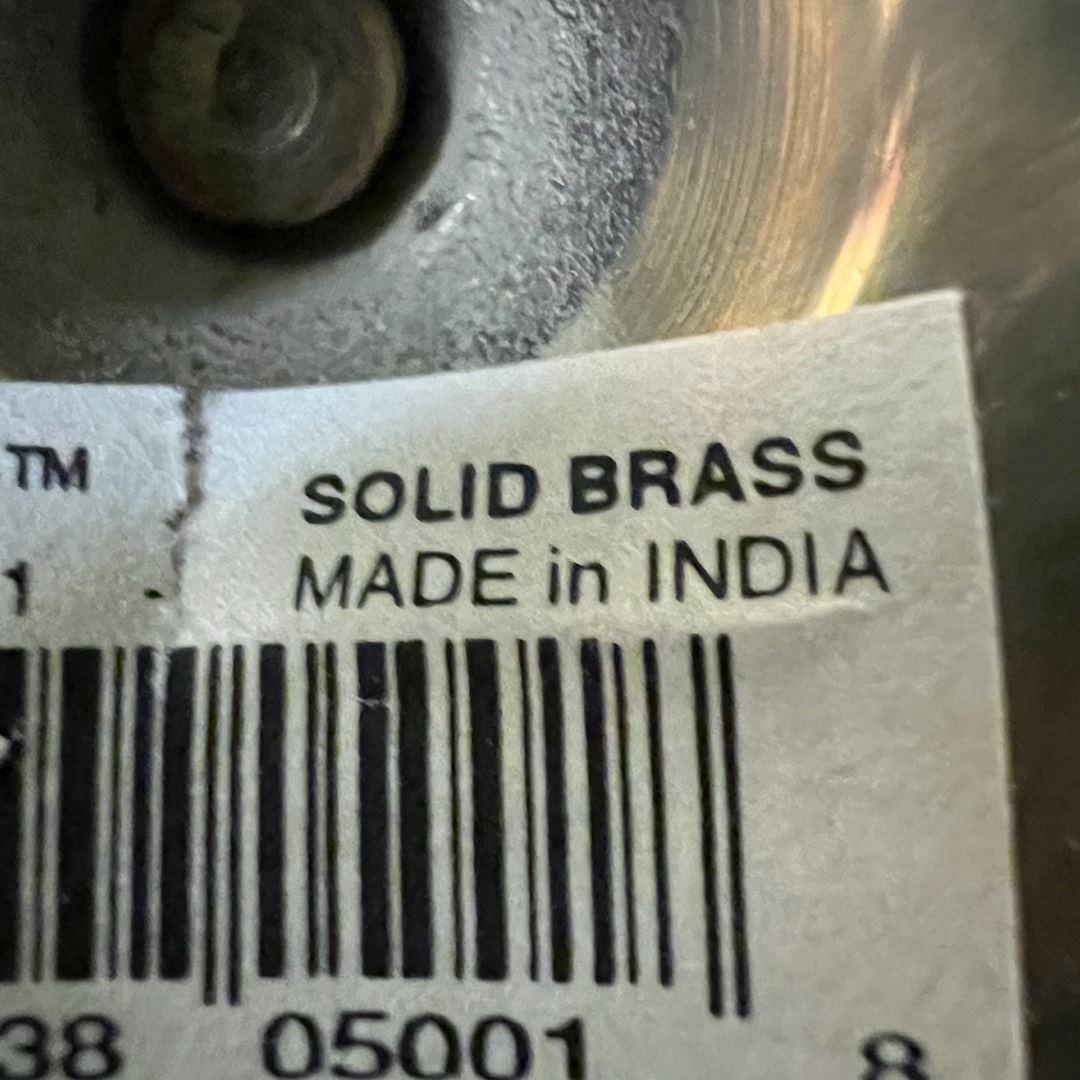 TM SOLID BRASS
1 MADE in INDIA
38 05001 8